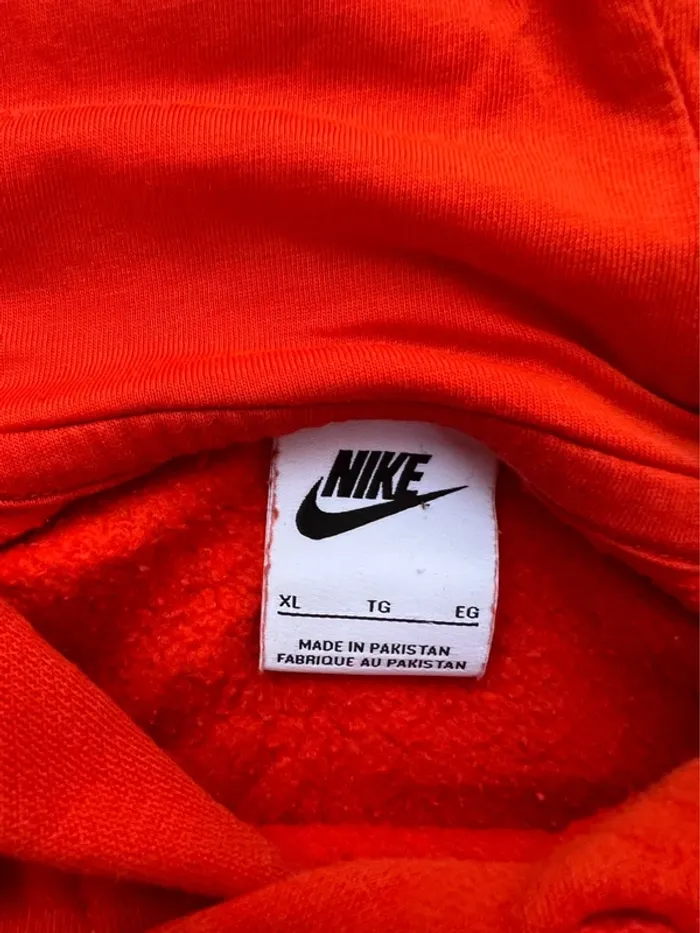 NIKE
XL TG EG
MADE IN PAKISTAN
FABRIQUE AU PAKISTAN